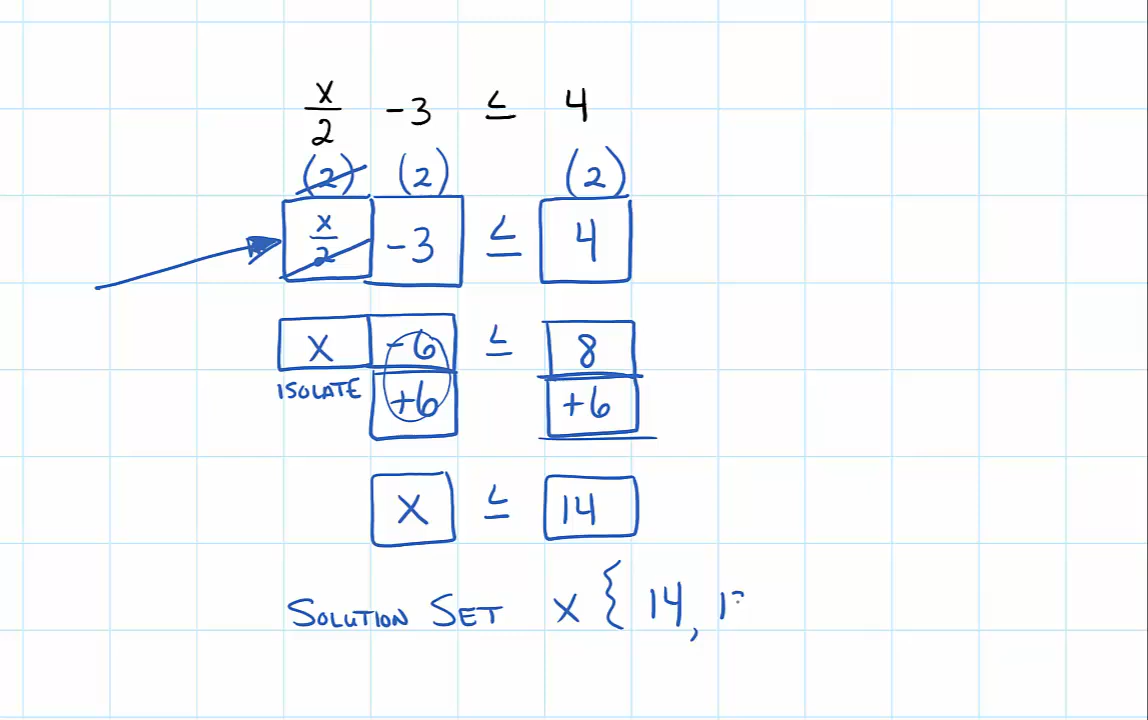 x/2 -3 ≤ 4
(2) (2) (2)
x/2 -3 ≤ 4
x -6 ≤ 8
ISOLATE +6 +6
x ≤ 14
SOLUTION SET x { 14,